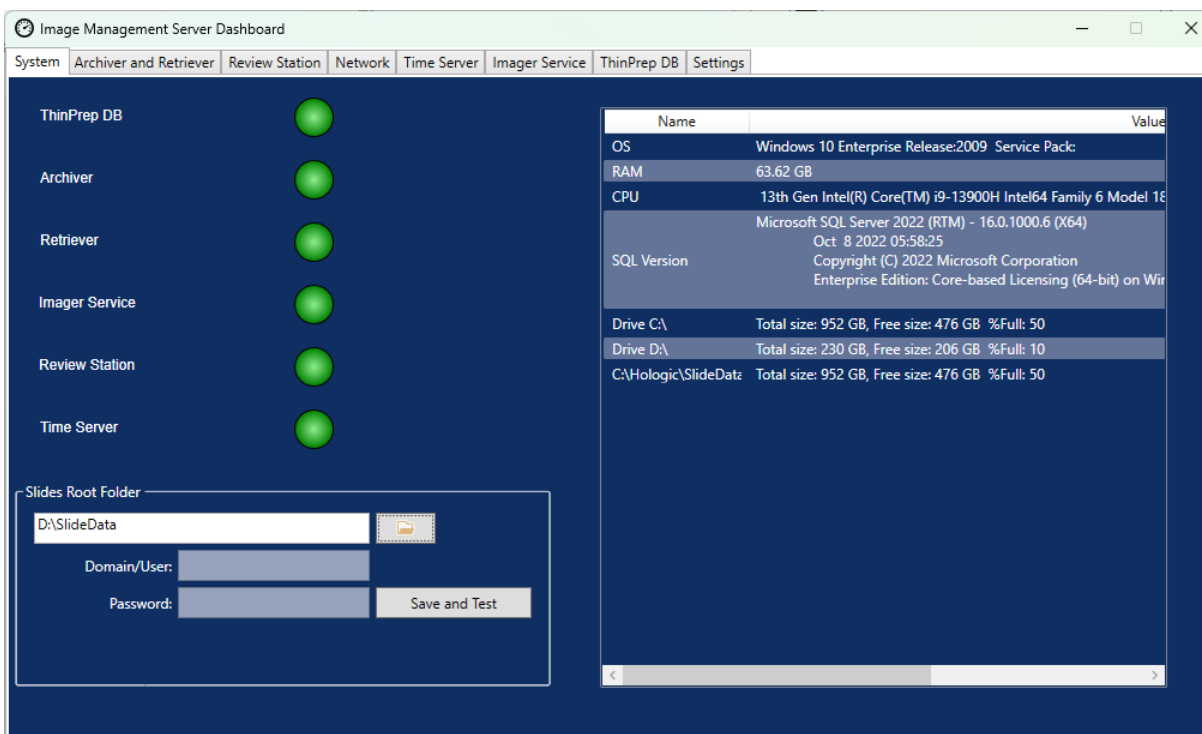 Image Management Server Dashboard
System Archiver and Retriever Review Station Network Time Server Imager Service ThinPrep DB Settings
ThinPrep DB
Archiver
Retriever
Imager Service
Review Station
Time Server
Slides Root Folder
D:\SlideData
Domain/User:
Password:
Save and Test
Name Value
OS Windows 10 Enterprise Release:2009 Service Pack:
RAM 63.62 GB
CPU 13th Gen Intel(R) Core(TM) i9-13900H Intel64 Family 6 Model 18
SQL Version Microsoft SQL Server 2022 (RTM) - 16.0.1000.6 (X64)
Oct 8 2022 05:58:25
Copyright (C) 2022 Microsoft Corporation
Enterprise Edition: Core-based Licensing (64-bit) on Wir
Drive C:\ Total size: 952 GB, Free size: 476 GB %Full: 50
Drive D:\ Total size: 230 GB, Free size: 206 GB %Full: 10
C:\Hologic\SlideData Total size: 952 GB, Free size: 476 GB %Full: 50